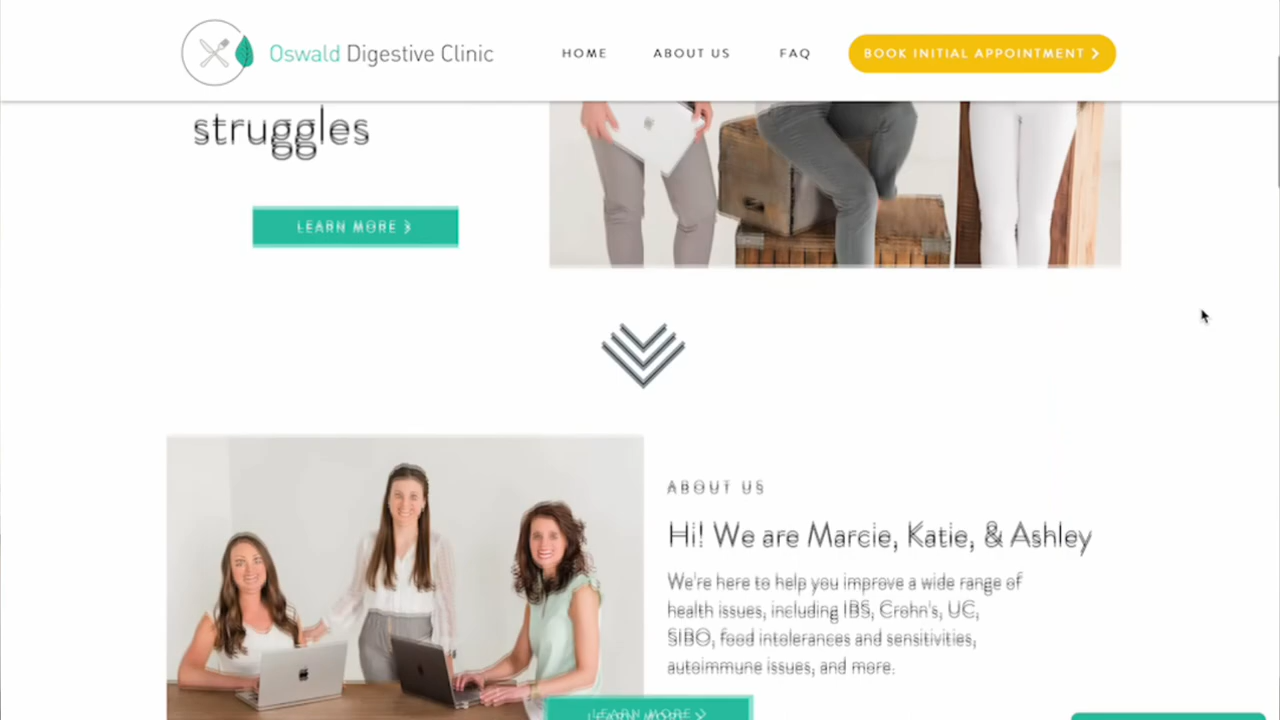 Oswald Digestive Clinic
HOME
ABOUT US
FAQ
BOOK INITIAL APPOINTMENT
struggles
LEARN MORE
ABOUT US
Hi! We are Marcie, Katie, & Ashley
We're here to help you improve a wide range of
health issues, including IBS, Crohn's, UC,
SIBO, food intolerances and sensitivities,
autoimmune issues, and more.
LEARN MORE